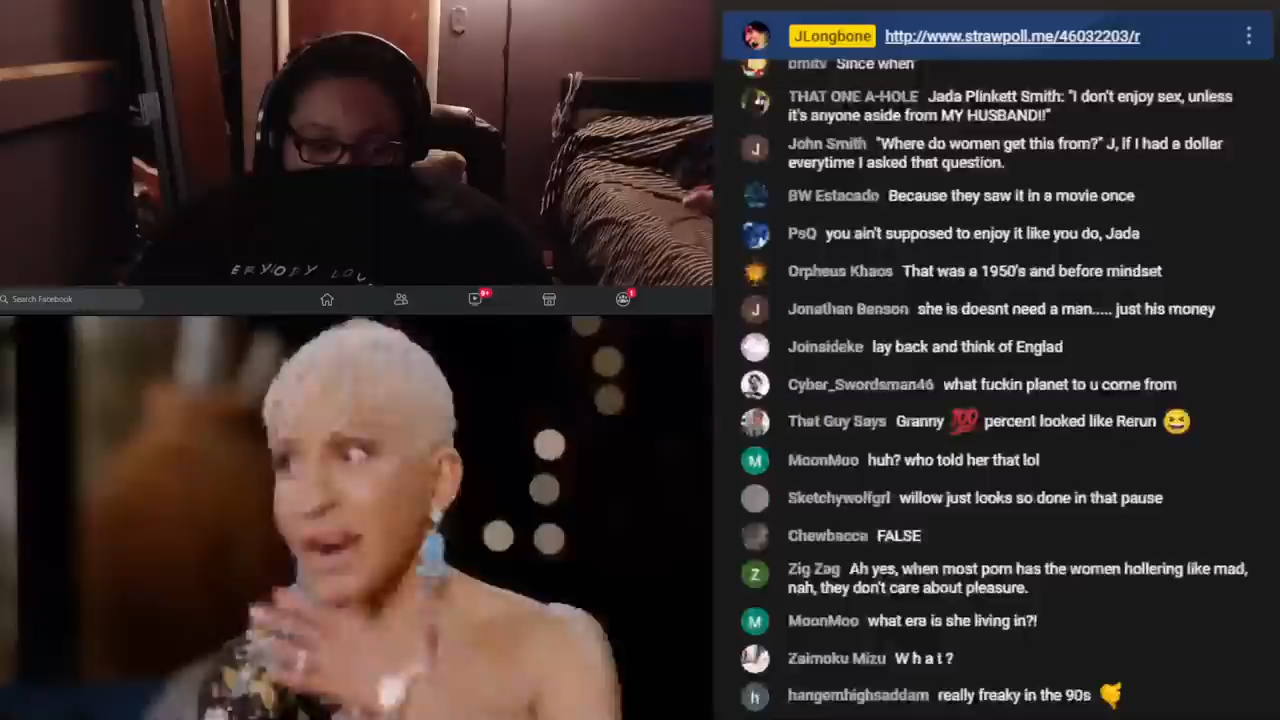 JLongbone http://www.strawpoll.me/46032203/r
Since when
THAT ONE A-HOLE Jada Plinkett Smith: "I don't enjoy sex, unless
it's anyone aside from MY HUSBAND!!"
J John Smith "Where do women get this from?" J, if I had a dollar
everytime I asked that question.
BW Estacado Because they saw it in a movie once
PsQ you ain't supposed to enjoy it like you do, Jada
Orpheus Khaos That was a 1950's and before mindset
J Jonathan Benson she is doesnt need a man..... just his money
Joinsideke lay back and think of Englad
Cyber_Swordsman46 what fuckin planet to u come from
That Guy Says Granny 💯 percent looked like Rerun 😆
M MoonMoo huh? who told her that lol
Sketchywolfgrl willow just looks so done in that pause
Chewbacca FALSE
Z Zig Zag Ah yes, when most porn has the women hollering like mad,
nah, they don't care about pleasure.
M MoonMoo what era is she living in?!
Zaimoku Mizu W h a t ?
h hangemhighsaddam really freaky in the 90s
ERYBODY LOV
Search Facebook
9+
1